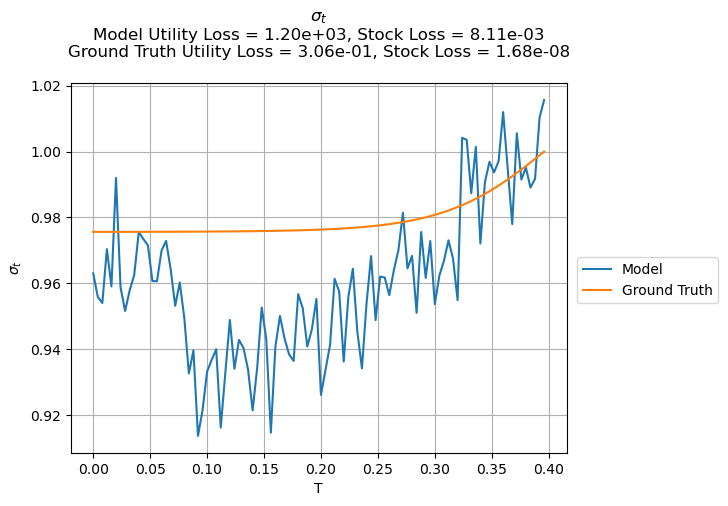 σₜ
Model Utility Loss = 1.20e+03, Stock Loss = 8.11e-03
Ground Truth Utility Loss = 3.06e-01, Stock Loss = 1.68e-08
1.02
1.00
0.98
0.96
0.94
0.92
σₜ
0.00 0.05 0.10 0.15 0.20 0.25 0.30 0.35 0.40
T
Model
Ground Truth